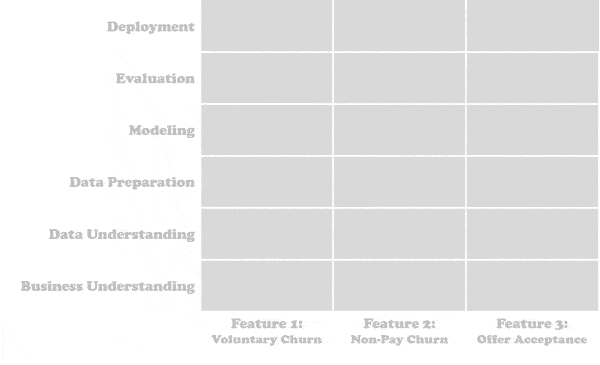 Deployment
Evaluation
Modeling
Data Preparation
Data Understanding
Business Understanding
Feature 1: Feature 2: Feature 3:
Voluntary Churn Non-Pay Churn Offer Acceptance